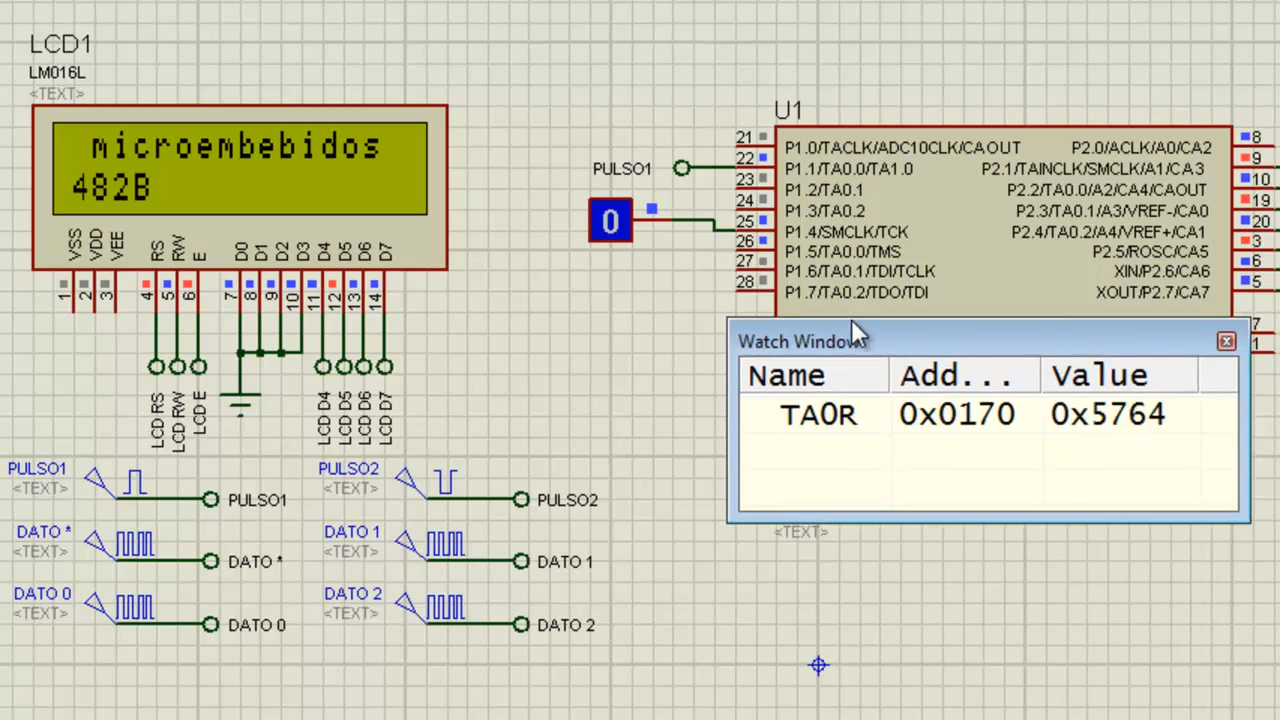 LCD1
LM016L
<TEXT>
microembebidos
482B
VSS VDD VEE RS RW E D0 D1 D2 D3 D4 D5 D6 D7
1 2 3 4 5 6 7 8 9 10 11 12 13 14
LCD RS LCD RW LCD E LCD D4 LCD D5 LCD D6 LCD D7
PULSO1
<TEXT>
PULSO1
PULSO2
<TEXT>
PULSO2
DATO *
<TEXT>
DATO *
DATO 1
<TEXT>
DATO 1
DATO 0
<TEXT>
DATO 0
DATO 2
<TEXT>
DATO 2
PULSO1
0
U1
21 P1.0/TACLK/ADC10CLK/CAOUT P2.0/ACLK/A0/CA2 8
22 P1.1/TA0.0/TA1.0 P2.1/TAINCLK/SMCLK/A1/CA3 9
23 P1.2/TA0.1 P2.2/TA0.0/A2/CA4/CAOUT 10
24 P1.3/TA0.2 P2.3/TA0.1/A3/VREF-/CA0 19
25 P1.4/SMCLK/TCK P2.4/TA0.2/A4/VREF+/CA1 20
26 P1.5/TA0.0/TMS P2.5/ROSC/CA5 3
27 P1.6/TA0.1/TDI/TCLK XIN/P2.6/CA6 6
28 P1.7/TA0.2/TDO/TDI XOUT/P2.7/CA7 5
7
1
Watch Window
Name Add... Value
TA0R 0x0170 0x5764
<TEXT>